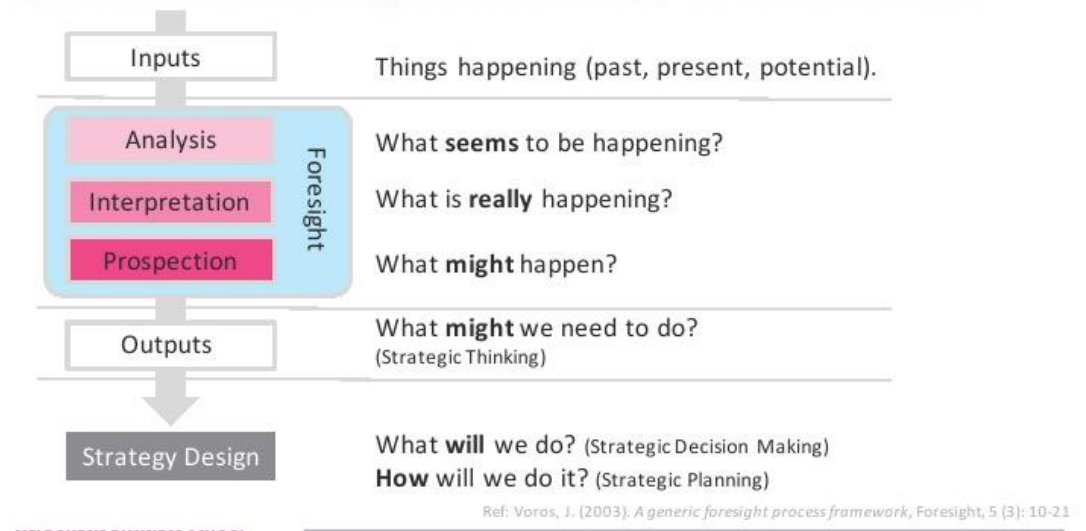 Inputs
Things happening (past, present, potential).
Analysis
What seems to be happening?
Foresight
Interpretation
What is really happening?
Prospection
What might happen?
Outputs
What might we need to do?
(Strategic Thinking)
Strategy Design
What will we do? (Strategic Decision Making)
How will we do it? (Strategic Planning)
Ref: Voros, J. (2003). A generic foresight process framework, Foresight, 5 (3): 10-21